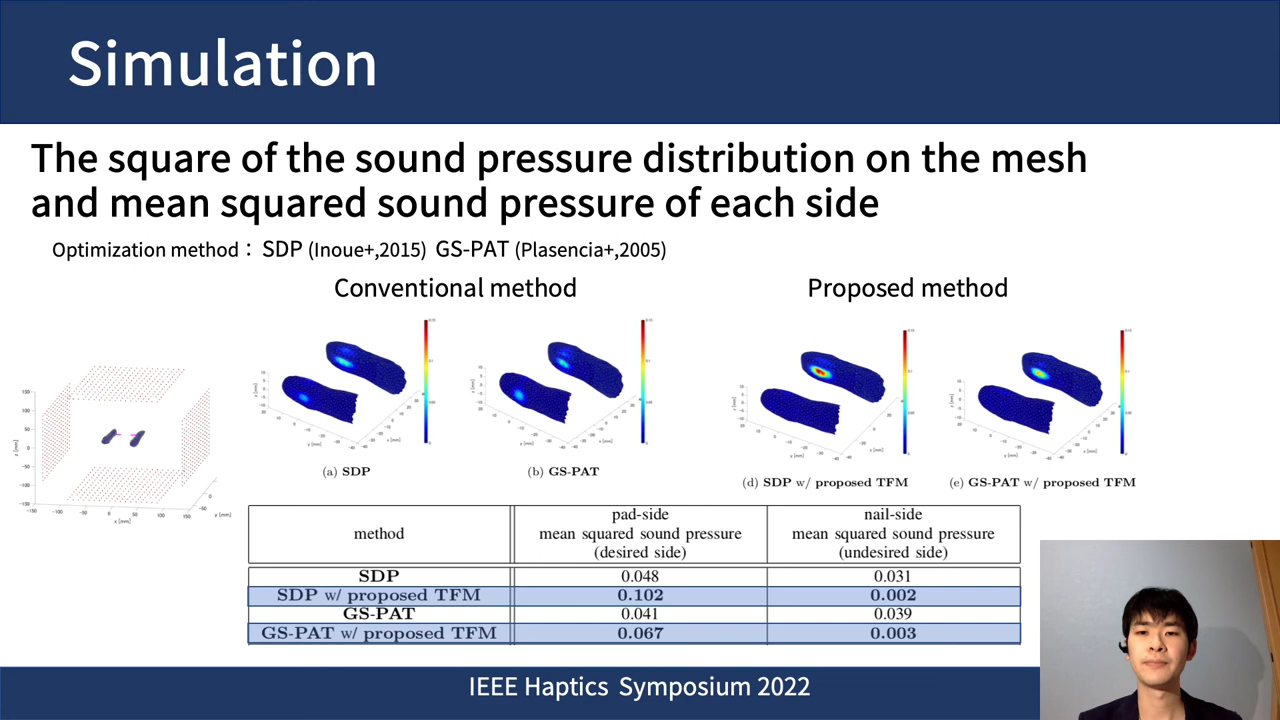 Simulation
The square of the sound pressure distribution on the mesh
and mean squared sound pressure of each side
Optimization method： SDP (Inoue+,2015) GS-PAT (Plasencia+,2005)
Conventional method
Proposed method
(a) SDP
(b) GS-PAT
(d) SDP w/ proposed TFM
(e) GS-PAT w/ proposed TFM
method
pad-side
mean squared sound pressure
(desired side)
nail-side
mean squared sound pressure
(undesired side)
SDP 0.048 0.031
SDP w/ proposed TFM 0.102 0.002
GS-PAT 0.041 0.039
GS-PAT w/ proposed TFM 0.067 0.003
IEEE Haptics Symposium 2022